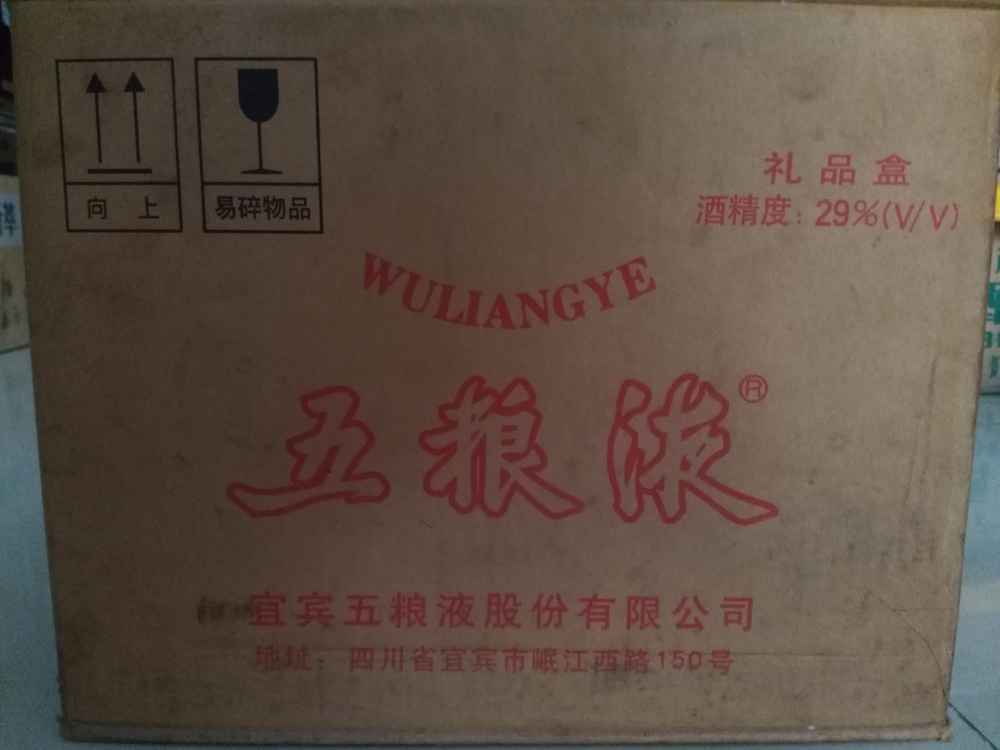 向 上
易碎物品
礼品盒
酒精度：29%(V/V)
WULIANGYE
五粮液®
宜宾五粮液股份有限公司
地址：四川省宜宾市岷江西路150号